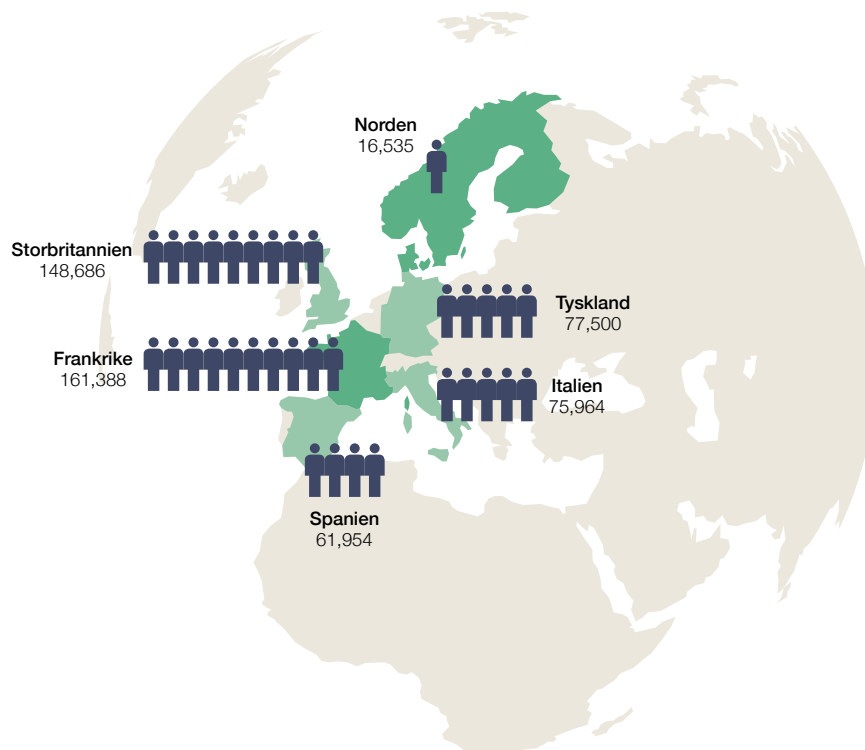 Norden
16,535
Storbritannien
148,686
Tyskland
77,500
Frankrike
161,388
Italien
75,964
Spanien
61,954